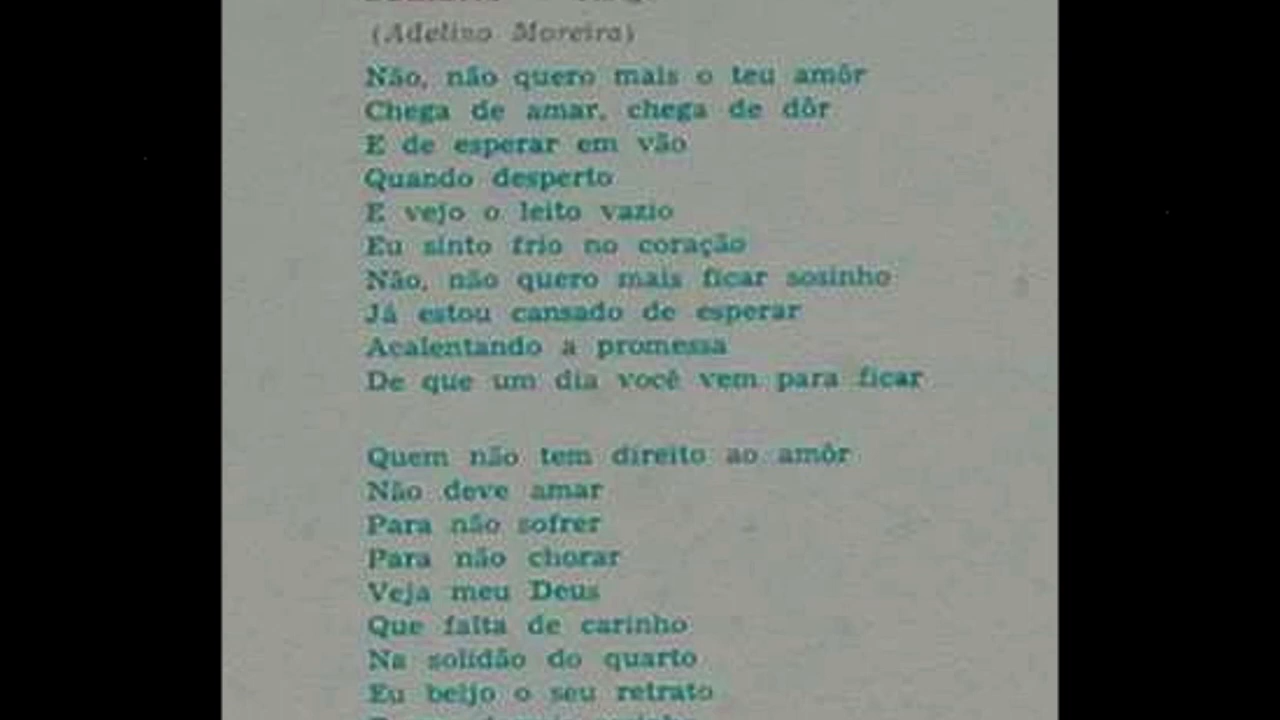 (Adelino Moreira)
Não, não quero mais o teu amôr
Chega de amar, chega de dôr
E de esperar em vão
Quando desperto
E vejo o leito vazio
Eu sinto frio no coração
Não, não quero mais ficar sosinho
Já estou cansado de esperar
Acalentando a promessa
De que um dia você vem para ficar
Quem não tem direito ao amôr
Não deve amar
Para não sofrer
Para não chorar
Veja meu Deus
Que falta de carinho
Na solidão do quarto
Eu beijo o seu retrato